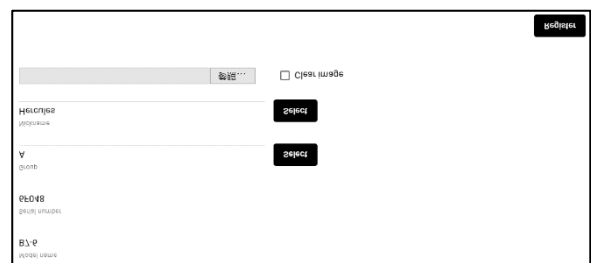 Model name
B7-6
Serial number
6F048
Group
A Select
Nickname
Hercules Select
参照... Clear image
Register